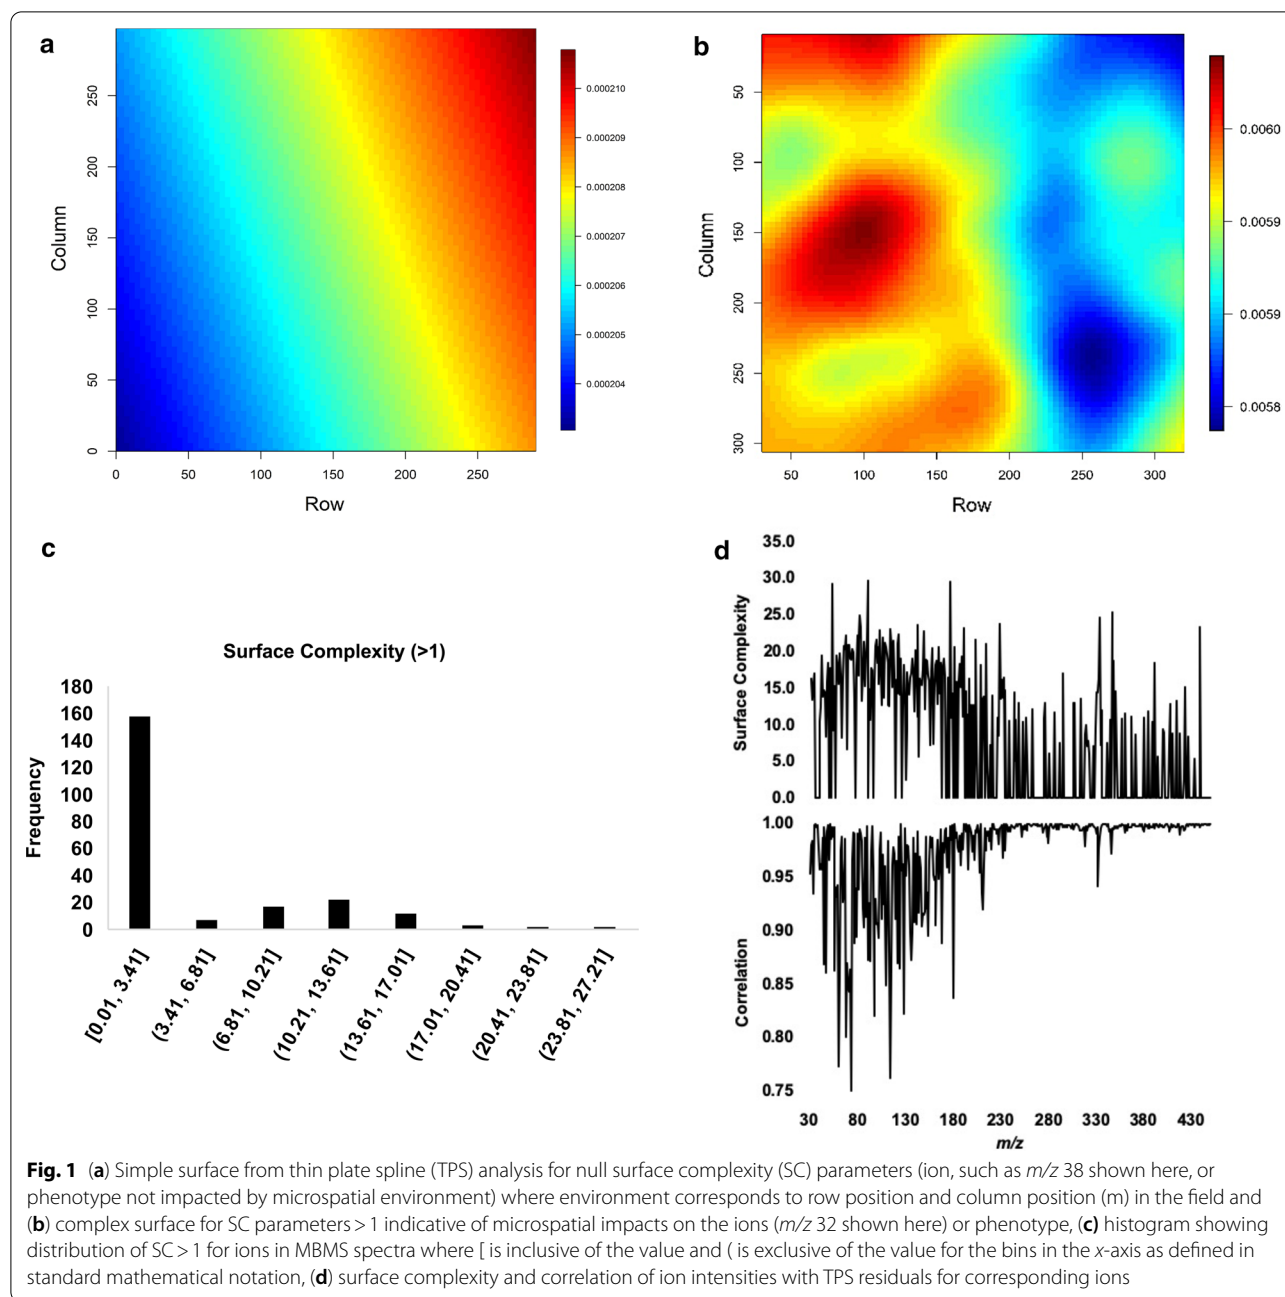 a
250
200
150
100
50
0
Column
0 50 100 150 200 250
Row
0.000210
0.000209
0.000208
0.000207
0.000206
0.000205
0.000204
b
50
100
150
200
250
300
Column
50 100 150 200 250 300
Row
0.0060
0.0059
0.0059
0.0058
c
Surface Complexity (>1)
180
160
140
120
100
80
60
40
20
0
Frequency
[0.01, 3.41]
(3.41, 6.81]
(6.81, 10.21]
(10.21, 13.61]
(13.61, 17.01]
(17.01, 20.41]
(20.41, 23.81]
(23.81, 27.21]
d
35.0
30.0
25.0
20.0
15.0
10.0
5.0
0.0
Surface Complexity
1.00
0.95
0.90
0.85
0.80
0.75
Correlation
30 80 130 180 230 280 330 430
m/z
Fig. 1 (a) Simple surface from thin plate spline (TPS) analysis for null surface complexity (SC) parameters (ion, such as m/z 38 shown here, or
phenotype not impacted by microspatial environment) where environment corresponds to row position and column position (m) in the field and
(b) complex surface for SC parameters > 1 indicative of microspatial impacts on the ions (m/z 32 shown here) or phenotype, (c) histogram showing
distribution of SC > 1 for ions in MBMS spectra where [ is inclusive of the value and ( is exclusive of the value for the bins in the x-axis as defined in
standard mathematical notation, (d) surface complexity and correlation of ion intensities with TPS residuals for corresponding ions